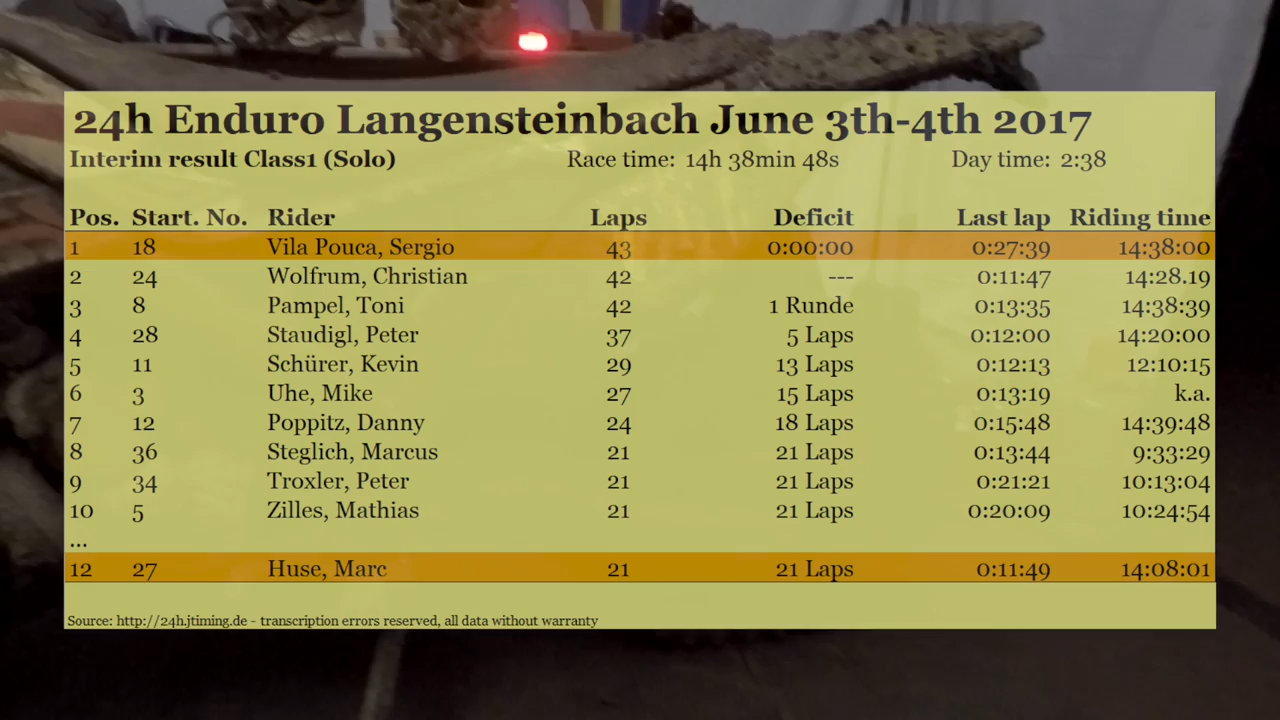 24h Enduro Langensteinbach June 3th-4th 2017
Interim result Class1 (Solo) Race time: 14h 38min 48s Day time: 2:38
Pos. Start. No. Rider Laps Deficit Last lap Riding time
1 18 Vila Pouca, Sergio 43 0:00:00 0:27:39 14:38:00
2 24 Wolfrum, Christian 42 --- 0:11:47 14:28.19
3 8 Pampel, Toni 42 1 Runde 0:13:35 14:38:39
4 28 Staudigl, Peter 37 5 Laps 0:12:00 14:20:00
5 11 Schürer, Kevin 29 13 Laps 0:12:13 12:10:15
6 3 Uhe, Mike 27 15 Laps 0:13:19 k.a.
7 12 Poppitz, Danny 24 18 Laps 0:15:48 14:39:48
8 36 Steglich, Marcus 21 21 Laps 0:13:44 9:33:29
9 34 Troxler, Peter 21 21 Laps 0:21:21 10:13:04
10 5 Zilles, Mathias 21 21 Laps 0:20:09 10:24:54
...
12 27 Huse, Marc 21 21 Laps 0:11:49 14:08:01
Source: http://24h.jtiming.de - transcription errors reserved, all data without warranty